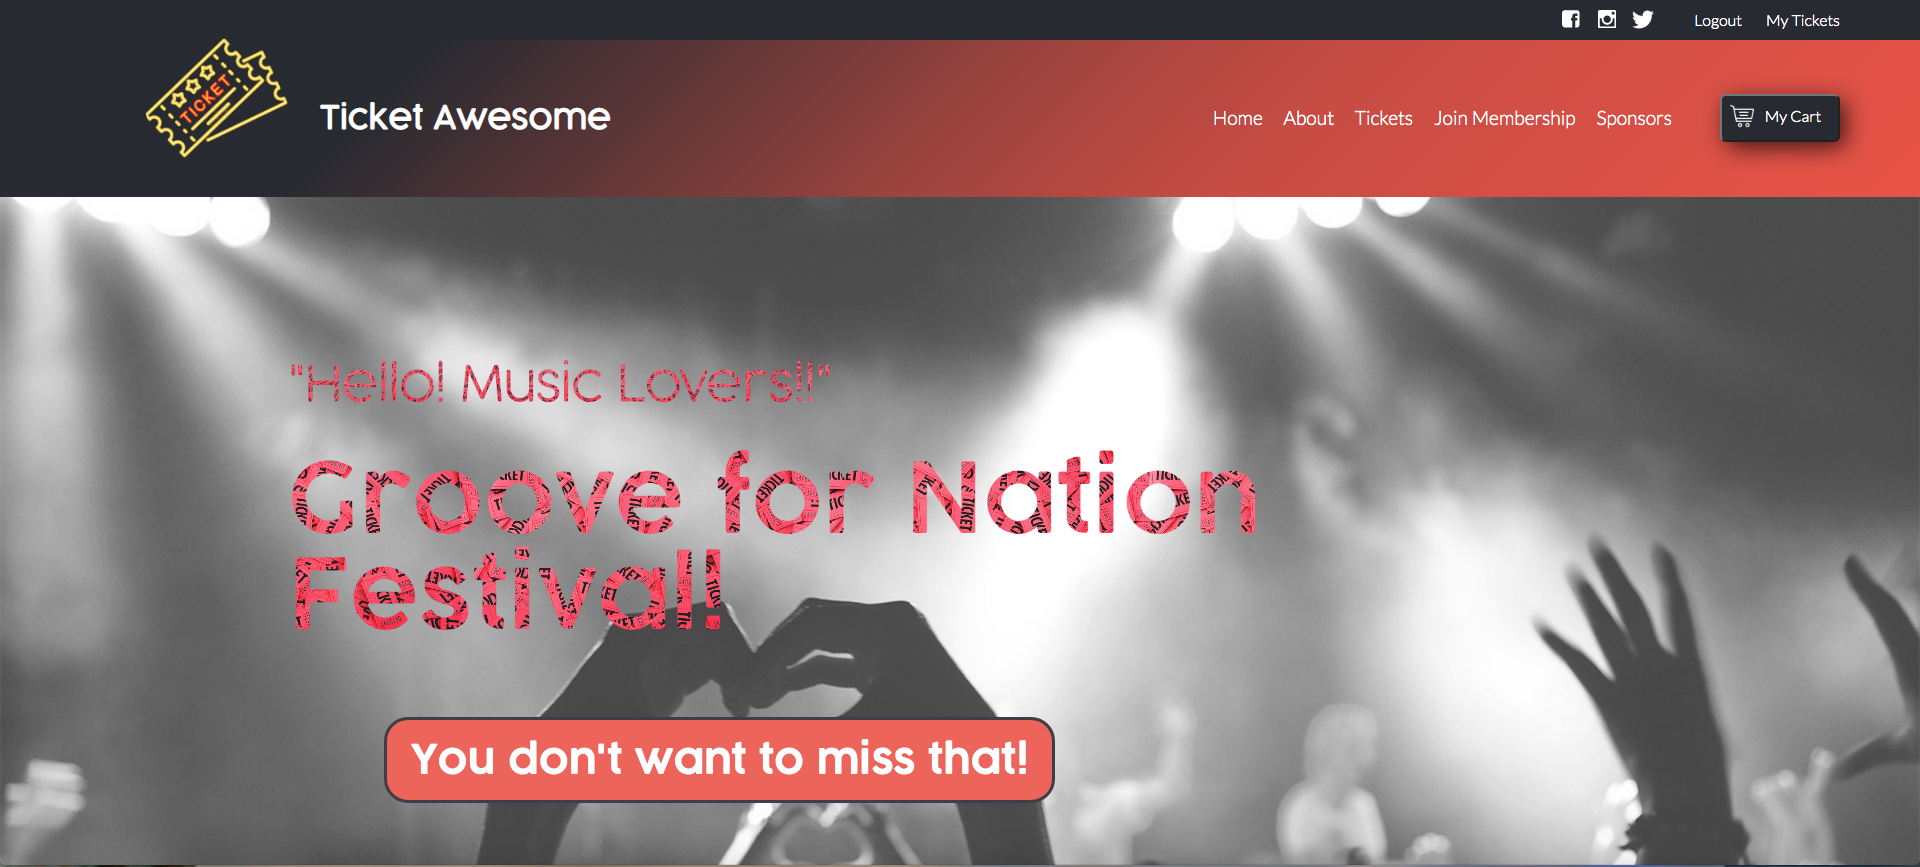 Logout My Tickets
TICKET
Ticket Awesome
Home About Tickets Join Membership Sponsors
My Cart
"Hello! Music Lovers!!"
Groove for Nation
Festival!
You don't want to miss that!